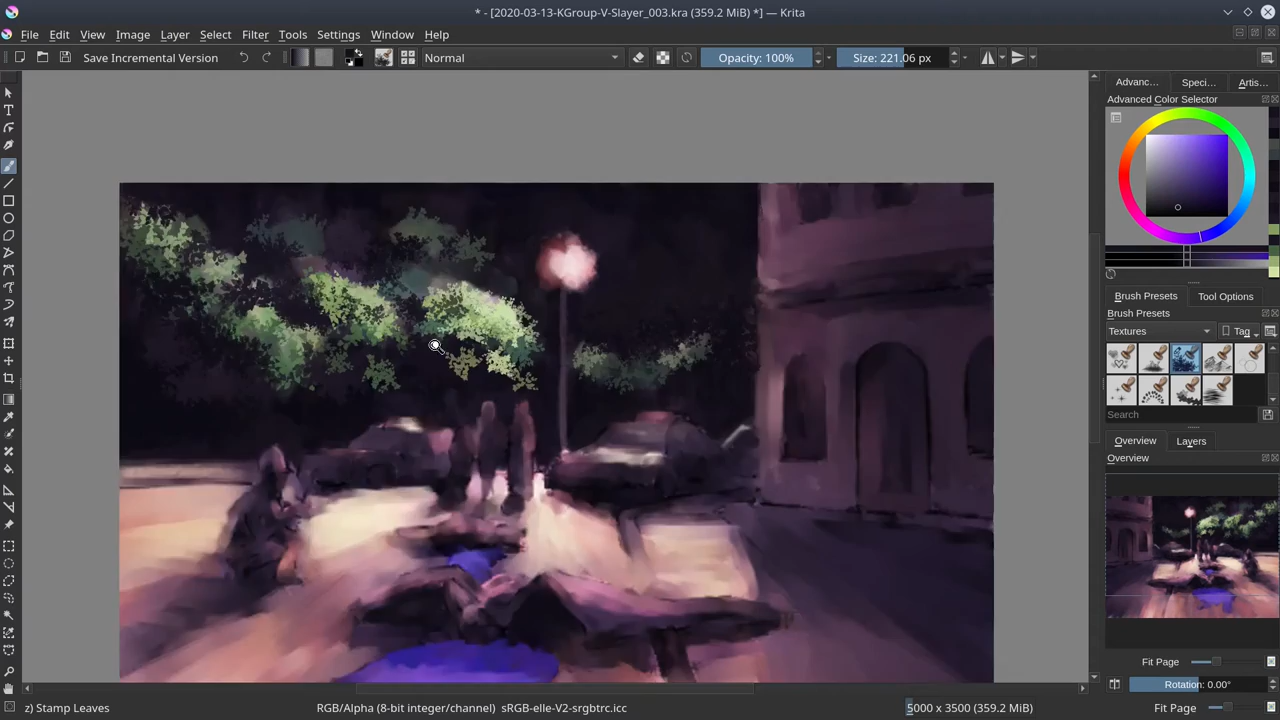 * - [2020-03-13-KGroup-V-Slayer_003.kra (359.2 MiB) *] — Krita
File Edit View Image Layer Select Filter Tools Settings Window Help
Save Incremental Version Normal Opacity: 100% Size: 221.06 px
Advanc... Speci... Artis...
Advanced Color Selector
Brush Presets Tool Options
Brush Presets
Textures Tag
Search
Overview Layers
Overview
Fit Page
Rotation: 0.00°
z) Stamp Leaves RGB/Alpha (8-bit integer/channel) sRGB-elle-V2-srgbtrc.icc 5000 x 3500 (359.2 MiB) Fit Page